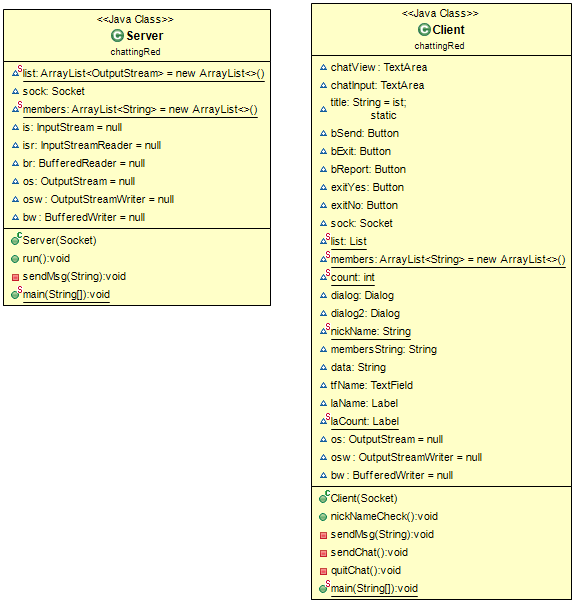 <<Java Class>>
Server
chattingRed
list: ArrayList<OutputStream> = new ArrayList<>()
sock: Socket
members: ArrayList<String> = new ArrayList<>()
is: InputStream = null
isr: InputStreamReader = null
br: BufferedReader = null
os: OutputStream = null
osw: OutputStreamWriter = null
bw: BufferedWriter = null
Server(Socket)
run():void
sendMsg(String):void
main(String[]):void
<<Java Class>>
Client
chattingRed
chatView: TextArea
chatInput: TextArea
title: String = ist;
static
bSend: Button
bExit: Button
bReport: Button
exitYes: Button
exitNo: Button
sock: Socket
list: List
members: ArrayList<String> = new ArrayList<>()
count: int
dialog: Dialog
dialog2: Dialog
nickName: String
membersString: String
data: String
tfName: TextField
laName: Label
laCount: Label
os: OutputStream = null
osw: OutputStreamWriter = null
bw: BufferedWriter = null
Client(Socket)
nickNameCheck():void
sendMsg(String):void
sendChat():void
quitChat():void
main(String[]):void